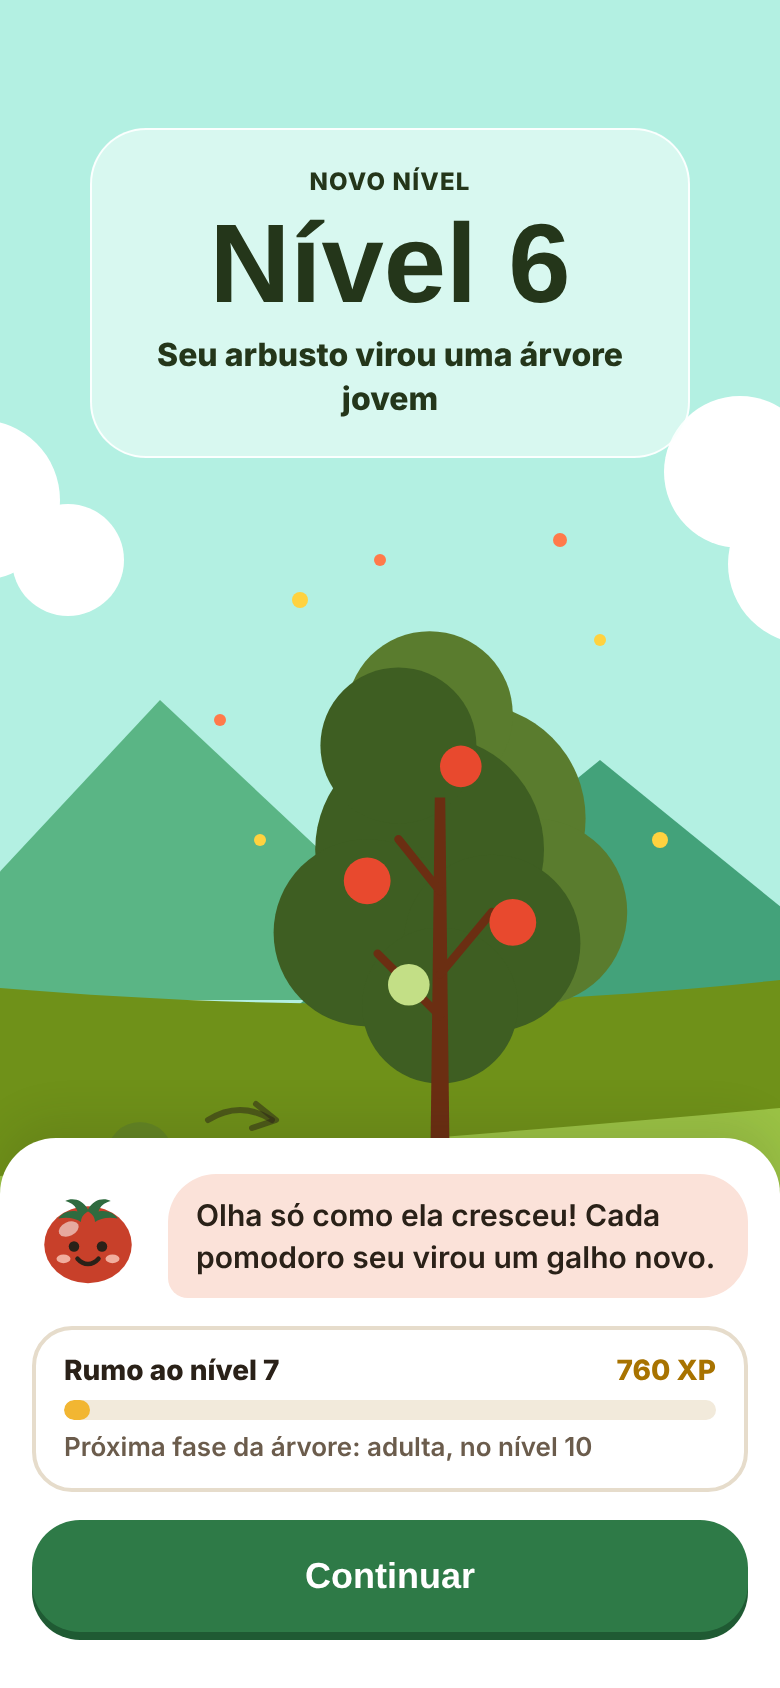 NOVO NÍVEL
Nível 6
Seu arbusto virou uma árvore
jovem
Olha só como ela cresceu! Cada
pomodoro seu virou um galho novo.
Rumo ao nível 7
760 XP
Próxima fase da árvore: adulta, no nível 10
Continuar